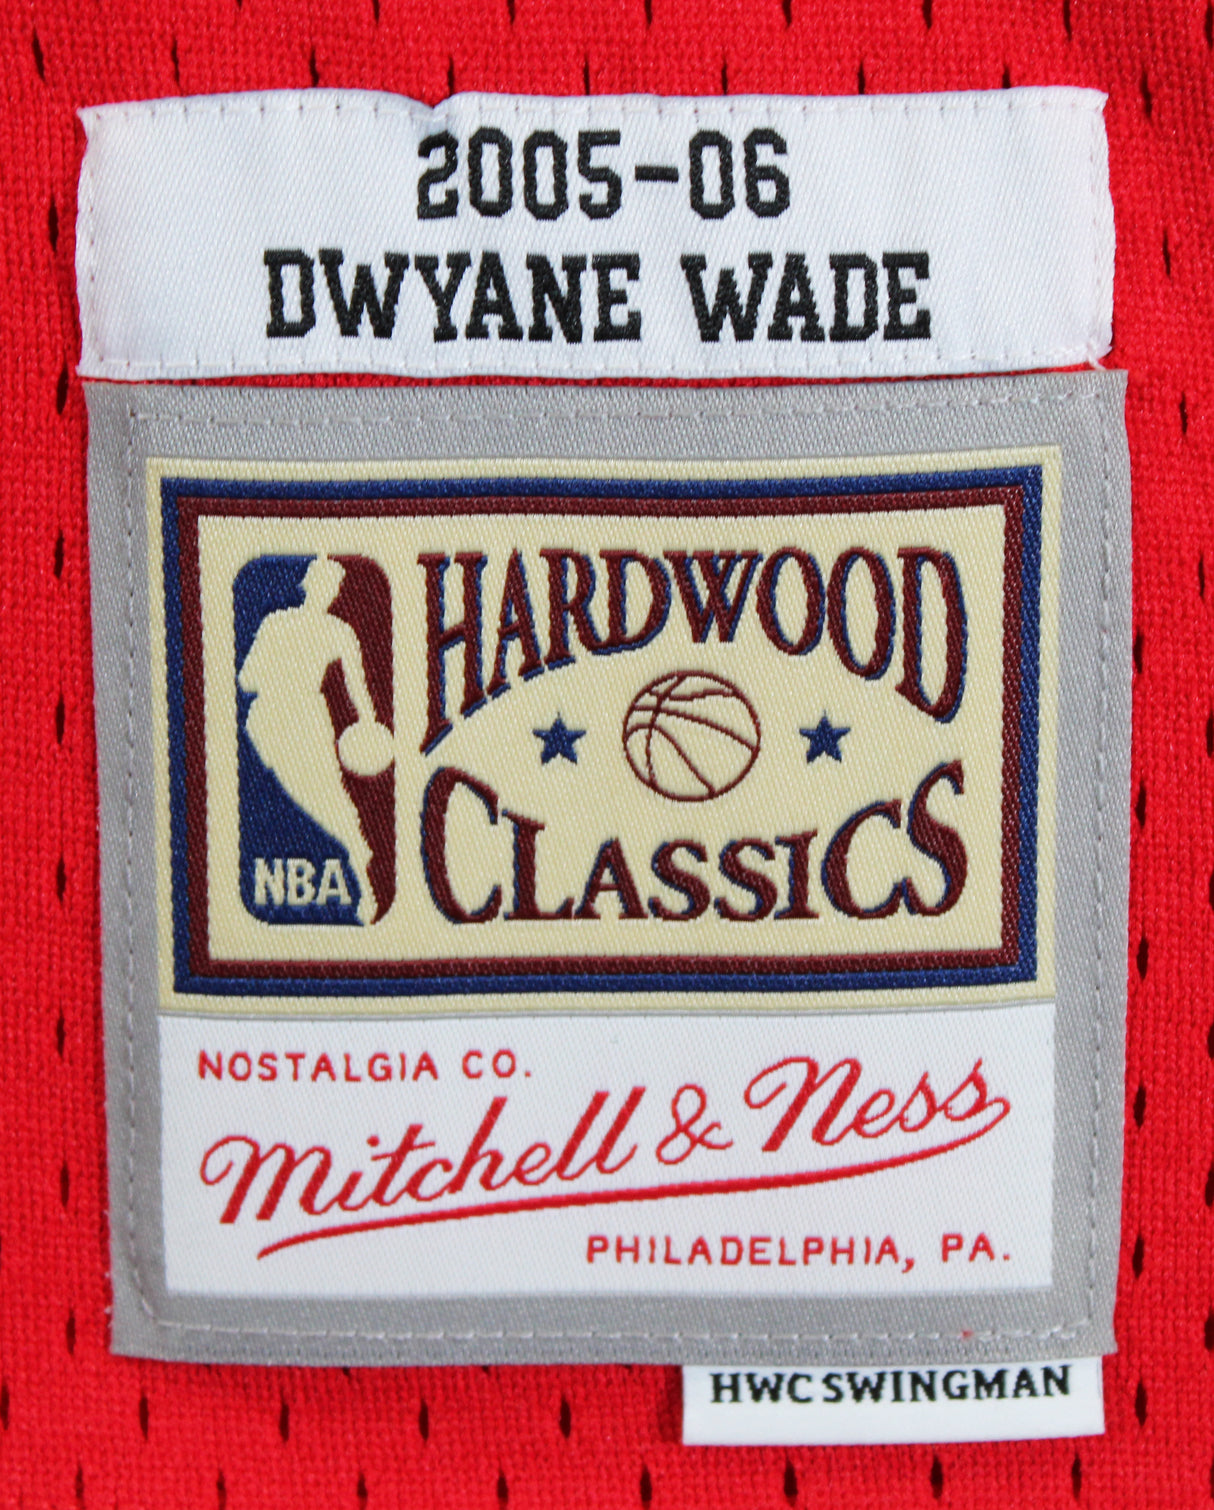 2005-06
DWYANE WADE
HARDWOOD
CLASSICS
NBA
NOSTALGIA CO.
Mitchell & Ness
PHILADELPHIA, PA.
HWC SWINGMAN